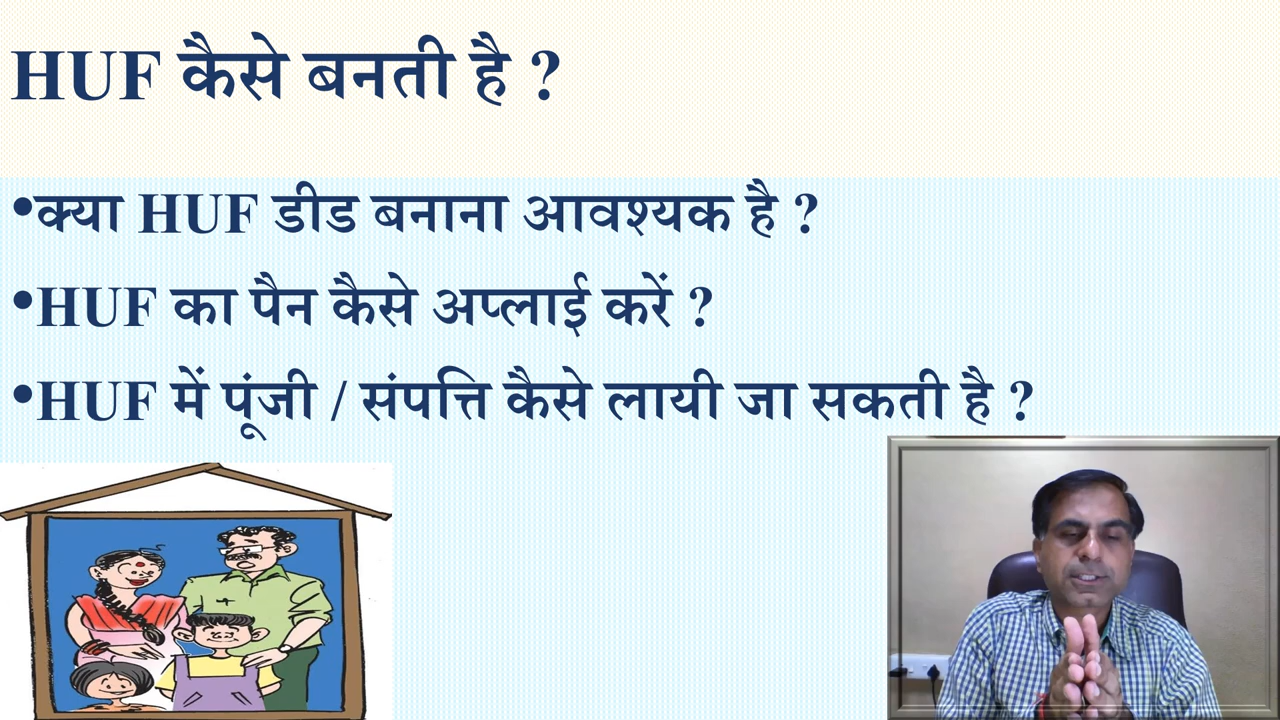 HUF कैसे बनती है ?
•क्या HUF डीड बनाना आवश्यक है ?
•HUF का पैन कैसे अप्लाई करें ?
•HUF में पूंजी / संपत्ति कैसे लायी जा सकती है ?